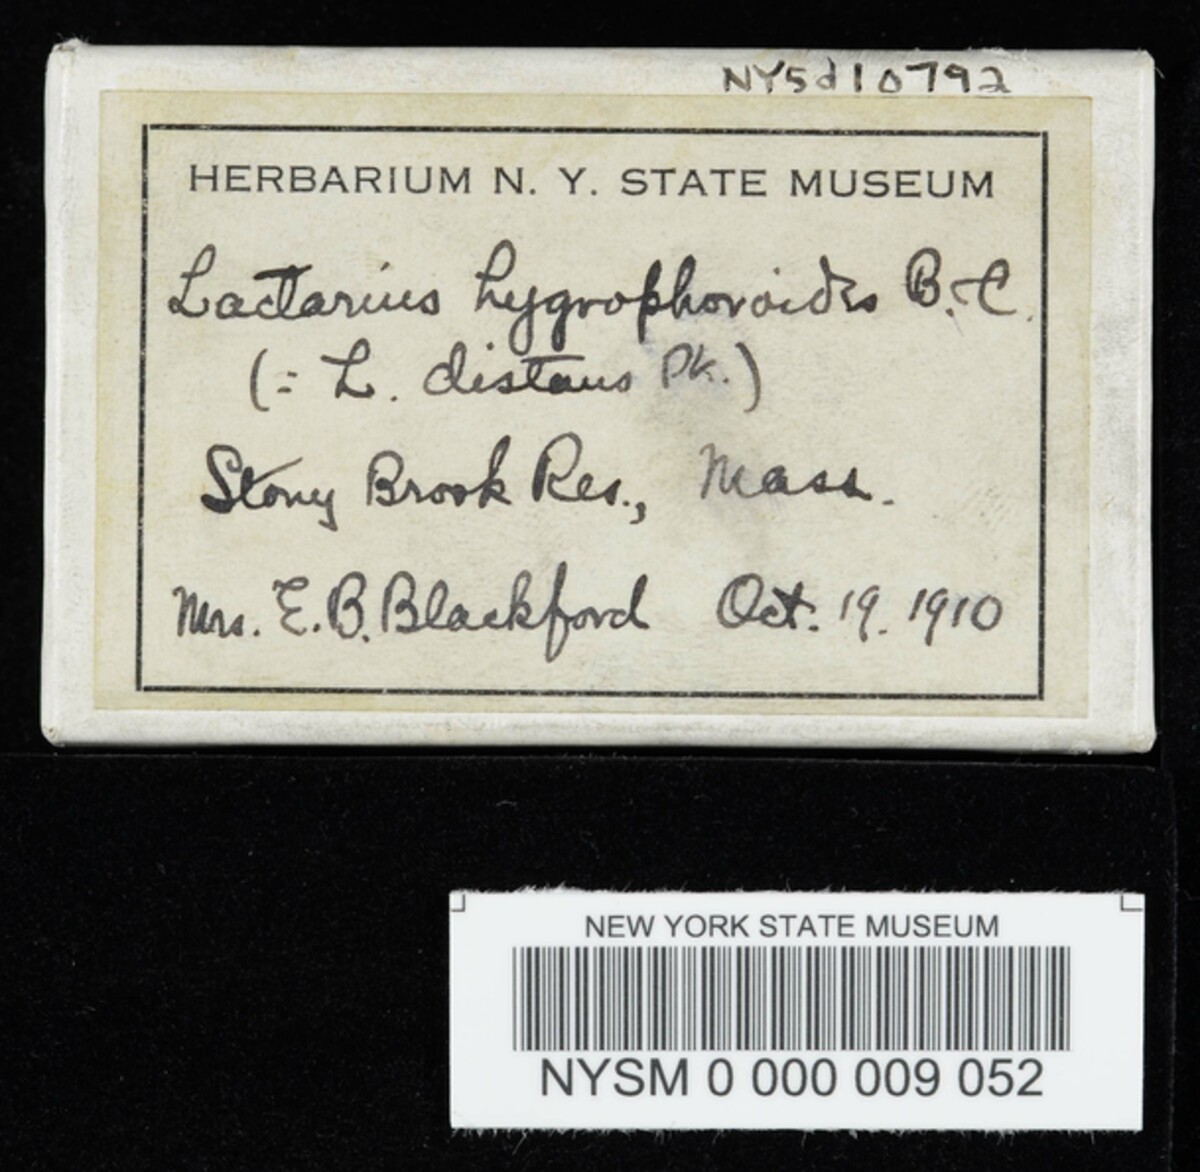 NYSd10792
HERBARIUM N. Y. STATE MUSEUM
Lactarius hygrophoroides B.+C.
(= L. distans Pk.)
Stony Brook Res., Mass.
Mrs. E. B. Blackford Oct. 19. 1910
NEW YORK STATE MUSEUM
NYSM 0 000 009 052